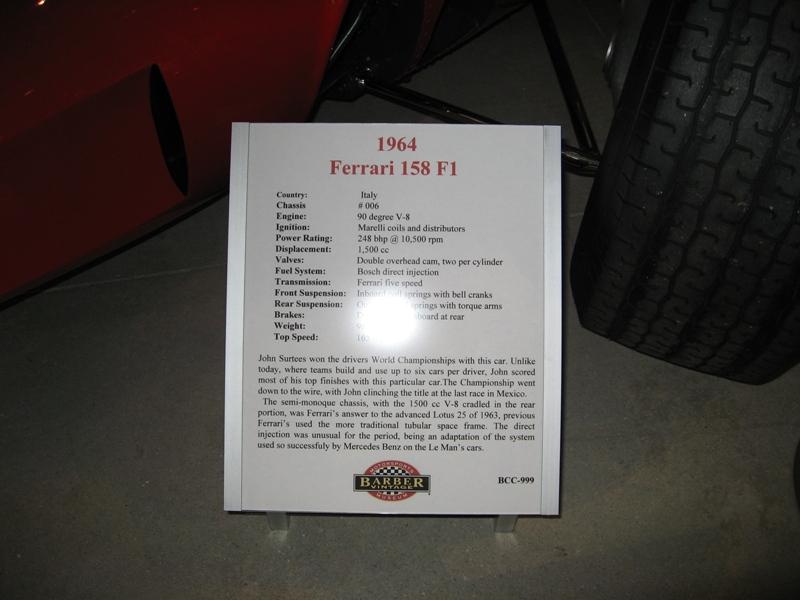 1964
Ferrari 158 F1
Country: Italy
Chassis # 006
Engine: 90 degree V-8
Ignition: Marelli coils and distributors
Power Rating: 248 bhp @ 10,500 rpm
Displacement: 1,500 cc
Valves: Double overhead cam, two per cylinder
Fuel System: Bosch direct injection
Transmission: Ferrari five speed
Front Suspension: Inboard springs with bell cranks
Rear Suspension: springs with torque arms
Brakes: at rear
Weight:
Top Speed:
John Surtees won the drivers World Championships with this car. Unlike
today, where teams build and use up to six cars per driver, John scored
most of his top finishes with this particular car.The Championship went
down to the wire, with John clinching the title at the last race in Mexico.
The semi-monoque chassis, with the 1500 cc V-8 cradled in the rear
portion, was Ferrari's answer to the advanced Lotus 25 of 1963, previous
Ferrari's used the more traditional tubular space frame. The direct
injection was unusual for the period, being an adaptation of the system
used so successfuly by Mercedes Benz on the Le Man's cars.
MOTORSPORTS
BARBER
VINTAGE
MUSEUM
BCC-999